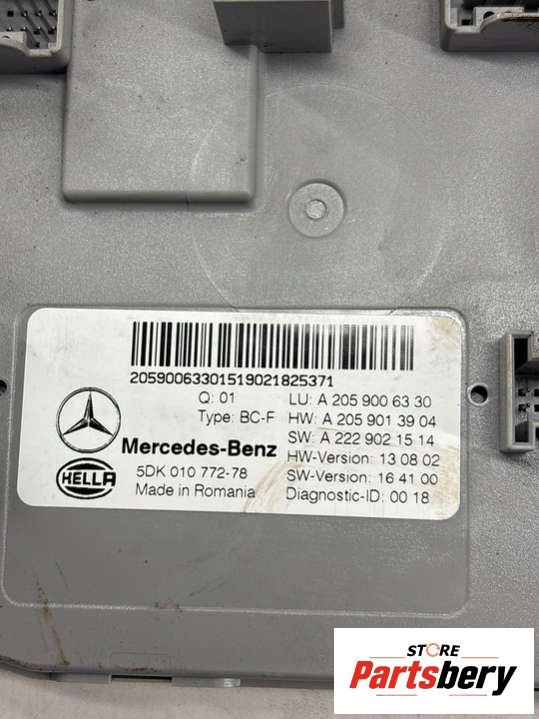 2059006330151902182​5371
Q: 01
LU: A 205 900 63 30
Type: BC-F
HW: A 205 901 39 04
SW: A 222 902 15 14
Mercedes-Benz
HW-Version: 13 08 02
HELLA
5DK 010 772-78
SW-Version: 16 41 00
Made in Romania
Diagnostic-ID: 00 18
STORE
Partsbery